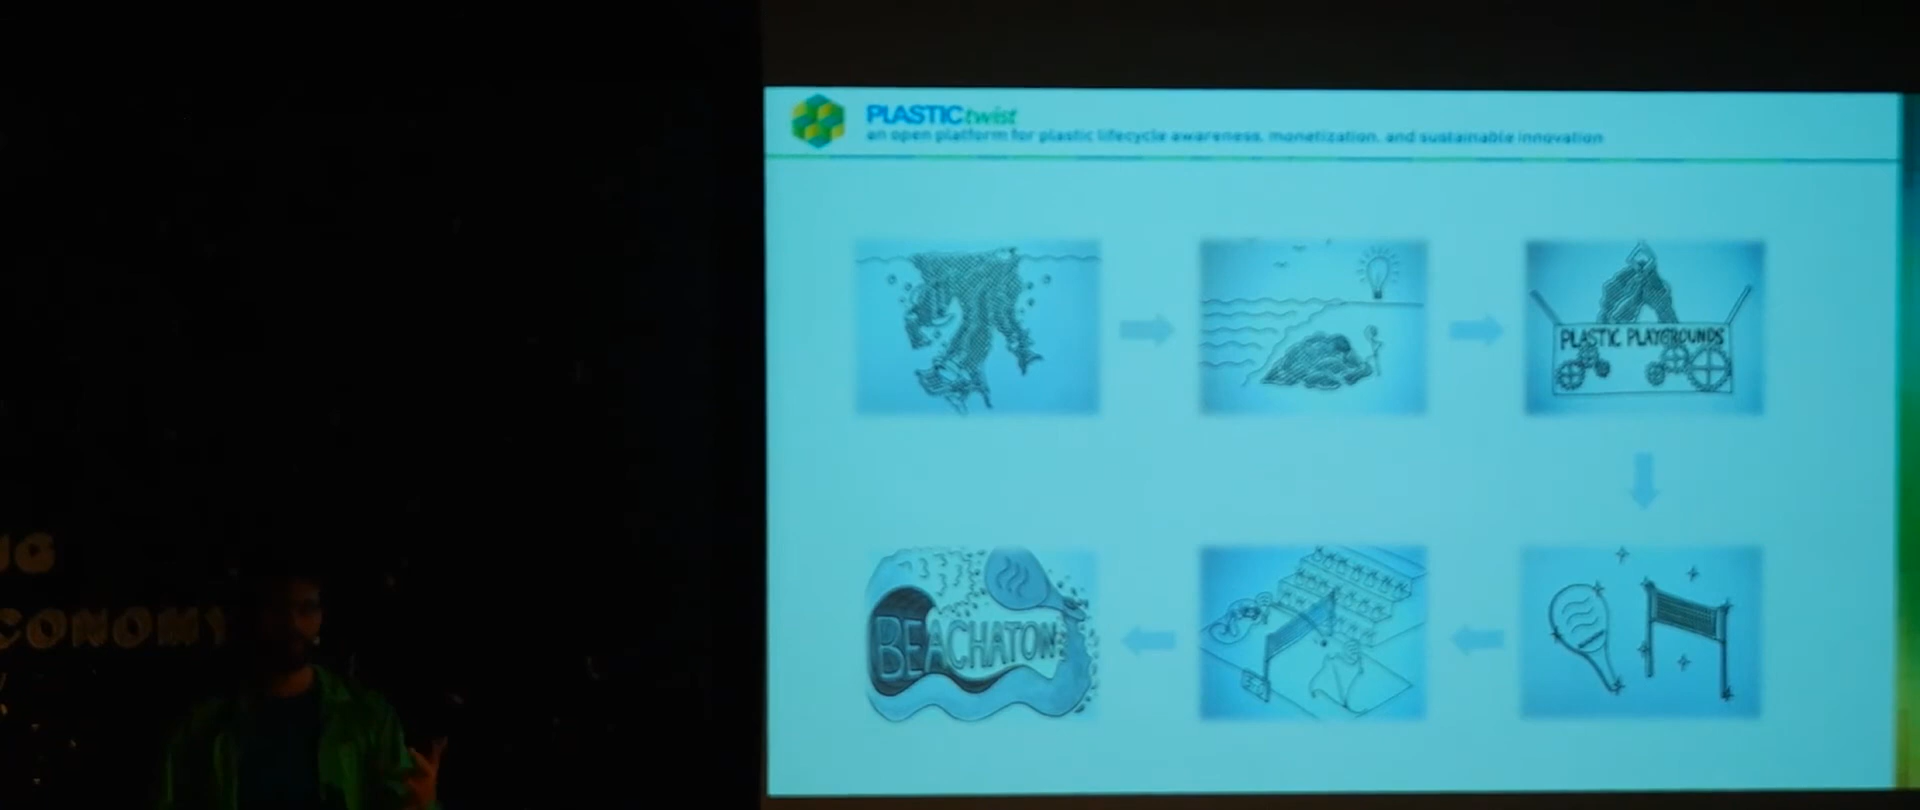 PLASTICtwist
an open platform for plastic lifecycle awareness, monetization, and sustainable innovation
PLASTIC PLAYGROUNDS
BEACHATON